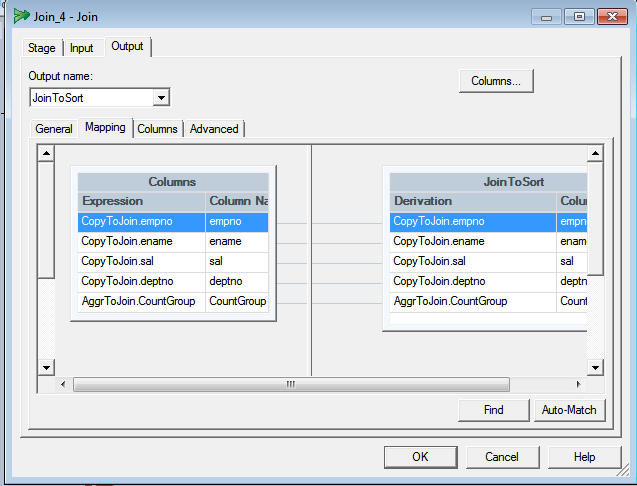 Join_4 - Join
Stage Input Output
Output name:
JoinToSort
Columns...
General Mapping Columns Advanced
Columns
Expression Column Na
CopyToJoin.empno empno
CopyToJoin.ename ename
CopyToJoin.sal sal
CopyToJoin.deptno deptno
AggrToJoin.CountGroup CountGroup
JoinToSort
Derivation Colu
CopyToJoin.empno empn
CopyToJoin.ename enam
CopyToJoin.sal sal
CopyToJoin.deptno deptn
AggrToJoin.CountGroup Count
Find Auto-Match
OK Cancel Help